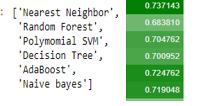 : ['Nearest Neighbor', 0.737143
'Random Forest', 0.683810
'Polymomial SVM', 0.704762
'Decision Tree', 0.700952
'AdaBoost', 0.724762
'Naive bayes'] 0.719048